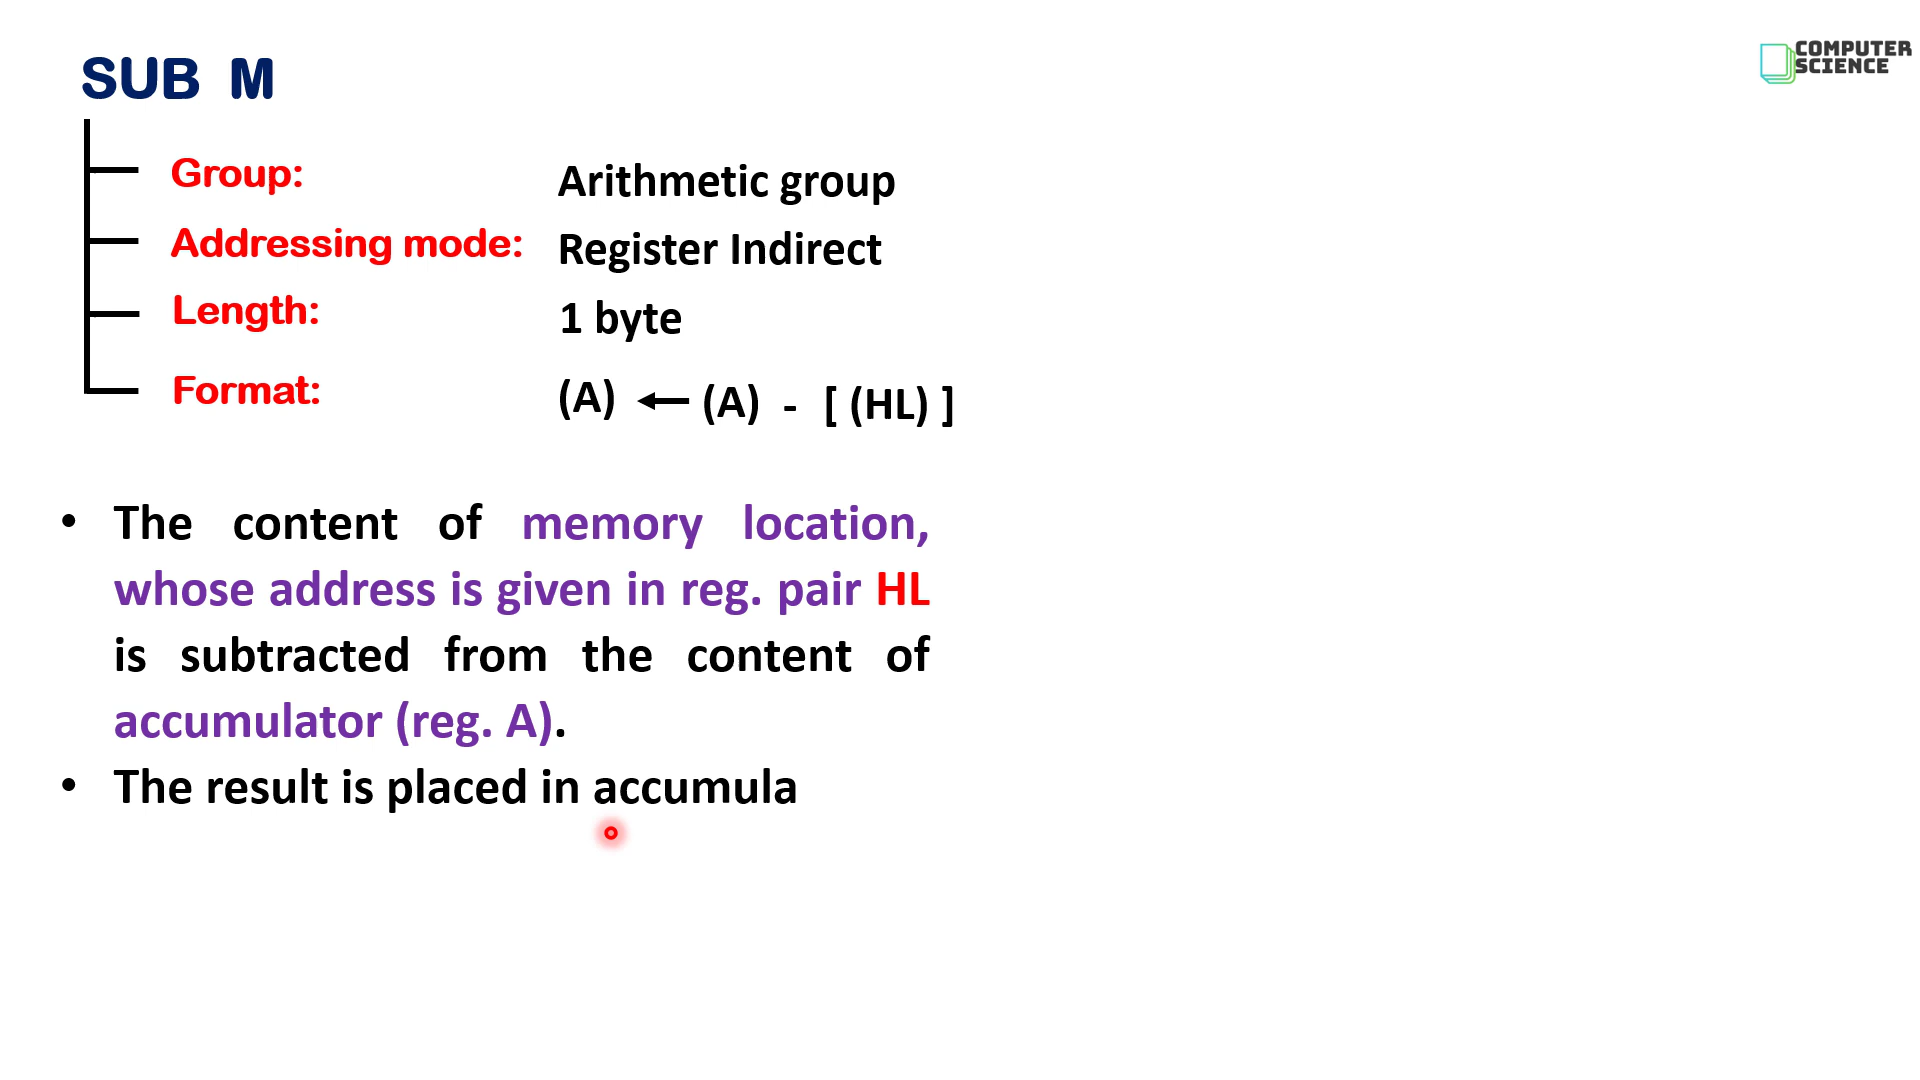 SUB M
COMPUTER
SCIENCE
Group: Arithmetic group
Addressing mode: Register Indirect
Length: 1 byte
Format: (A) ← (A) - [ (HL) ]
• The content of memory location,
whose address is given in reg. pair HL
is subtracted from the content of
accumulator (reg. A).
• The result is placed in accumula